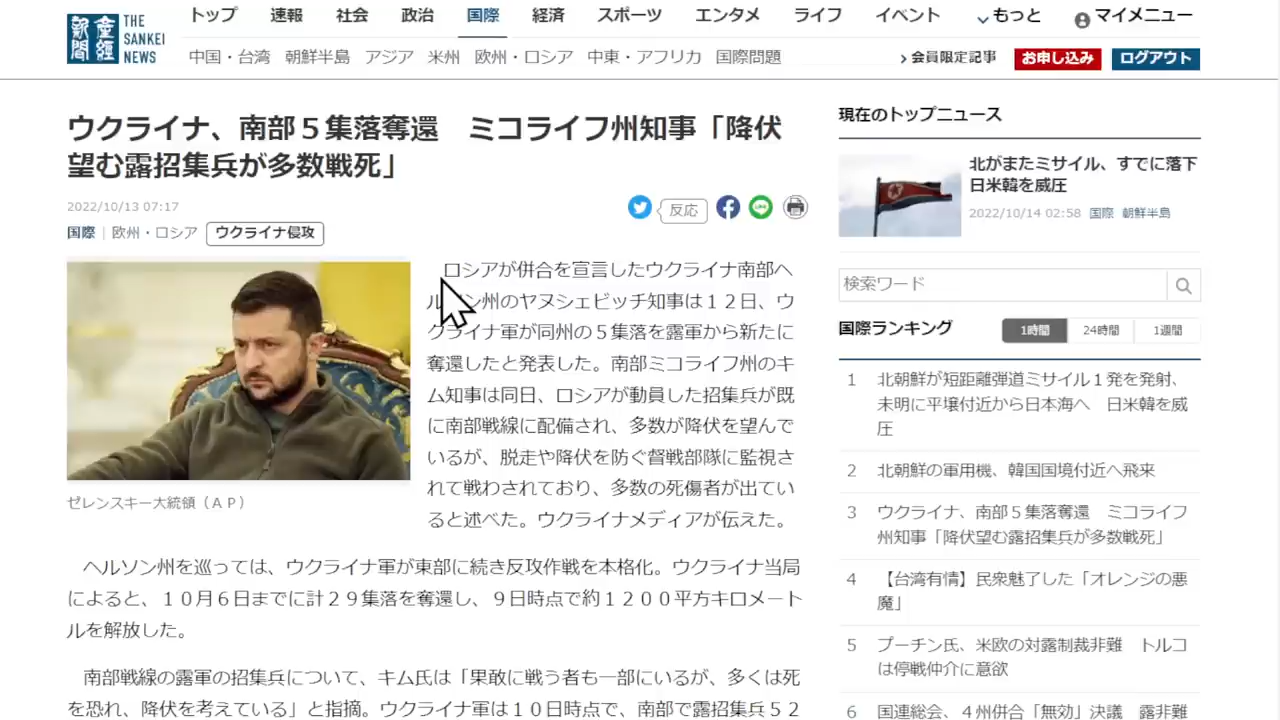 新聞 産經 THE SANKEI NEWS
トップ 速報 社会 政治 国際 経済 スポーツ エンタメ ライフ イベント もっと マイメニュー
中国・台湾 朝鮮半島 アジア 米州 欧州・ロシア 中東・アフリカ 国際問題 会員限定記事 お申し込み ログアウト
ウクライナ、南部５集落奪還　ミコライフ州知事「降伏
望む露招集兵が多数戦死」
2022/10/13 07:17
反応
LINE
国際 | 欧州・ロシア ウクライナ侵攻
ゼレンスキー大統領（ＡＰ）
ロシアが併合を宣言したウクライナ南部ヘ
ルソン州のヤヌシェビッチ知事は１２日、ウ
クライナ軍が同州の５集落を露軍から新たに
奪還したと発表した。南部ミコライフ州のキ
ム知事は同日、ロシアが動員した招集兵が既
に南部戦線に配備され、多数が降伏を望んで
いるが、脱走や降伏を防ぐ督戦部隊に監視さ
れて戦わされており、多数の死傷者が出てい
ると述べた。ウクライナメディアが伝えた。
ヘルソン州を巡っては、ウクライナ軍が東部に続き反攻作戦を本格化。ウクライナ当局
によると、１０月６日までに計２９集落を奪還し、９日時点で約１２００平方キロメート
ルを解放した。
南部戦線の露軍の招集兵について、キム氏は「果敢に戦う者も一部にいるが、多くは死
を恐れ、降伏を考えている」と指摘。ウクライナ軍は１０日時点で、南部で露招集兵５２
現在のトップニュース
北がまたミサイル、すでに落下
日米韓を威圧
2022/10/14 02:58 国際 朝鮮半島
検索ワード
国際ランキング 1時間 24時間 1週間
1 北朝鮮が短距離弾道ミサイル１発を発射、
未明に平壌付近から日本海へ　日米韓を威
圧
2 北朝鮮の軍用機、韓国国境付近へ飛来
3 ウクライナ、南部５集落奪還　ミコライフ
州知事「降伏望む露招集兵が多数戦死」
4 【台湾有情】民衆魅了した「オレンジの悪
魔」
5 プーチン氏、米欧の対露制裁非難　トルコ
は停戦仲介に意欲
6 国連総会、４州併合「無効」決議　露非難